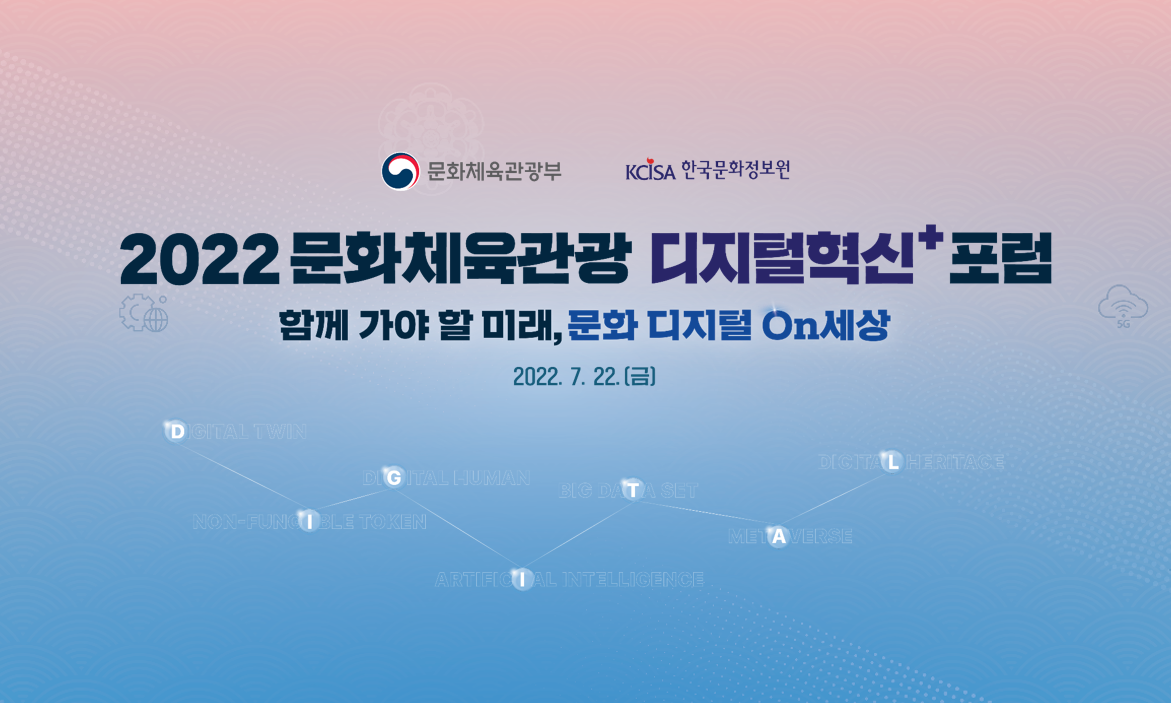 문화체육관광부 KCISA 한국문화정보원
2022 문화체육관광 디지털혁신+ 포럼
함께 가야 할 미래, 문화 디지털 On세상
2022. 7. 22.(금)
5G
DIGITAL TWIN
DIGITAL HERITAGE
DIGITAL HUMAN
BIG DATA SET
NON-FUNGIBLE TOKEN
METAVERSE
ARTIFICIAL INTELLIGENCE